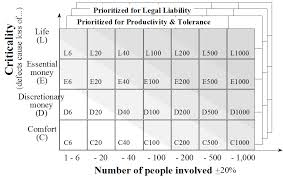 Prioritized for Legal Liability
Prioritized for Productivity & Tolerance
Criticality
(defects cause loss of...)
Life
(L)
L6 L20 L40 L100 L200 L500 L1000
Essential
money
(E)
E6 E20 E40 E100 E200 E500 E1000
Discretionary
money
(D)
D6 D20 D40 D100 D200 D500 D1000
Comfort
(C)
C6 C20 C40 C100 C200 C500 C1000
1 - 6 - 20 - 40 - 100 - 200 - 500 - 1,000
Number of people involved ±20%